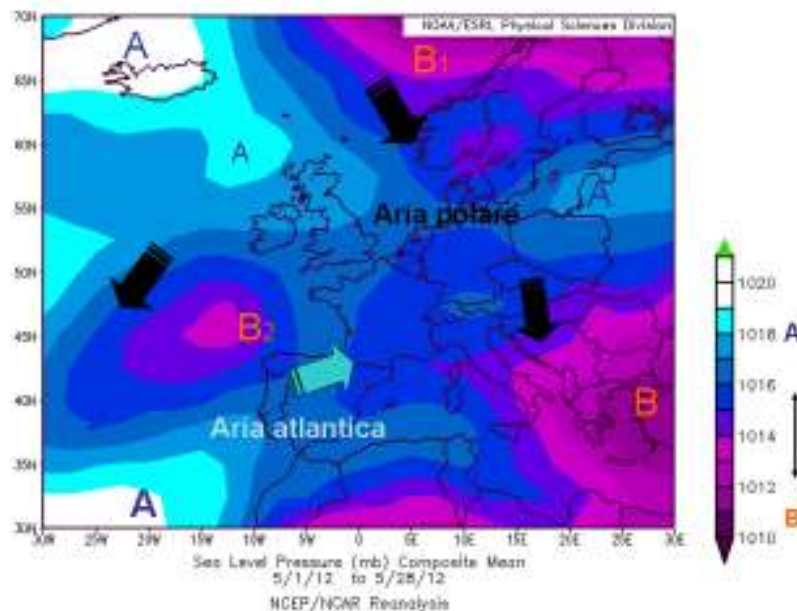 NOAA/ESRL Physical Sciences Division
70N
65N
60N
55N
50N
45N
40N
35N
30N
A
B1
A
A
Aria polare
B2
B
Aria atlantica
A
30W
25W
20W
15W
10W
5W
0
5E
10E
15E
20E
25E
30E
Sea Level Pressure (mb) Composite Mean
5/1/12 to 5/28/12
NCEP/NCAR Reanalysis
1020
1018
1016
1014
1012
1010
A
B